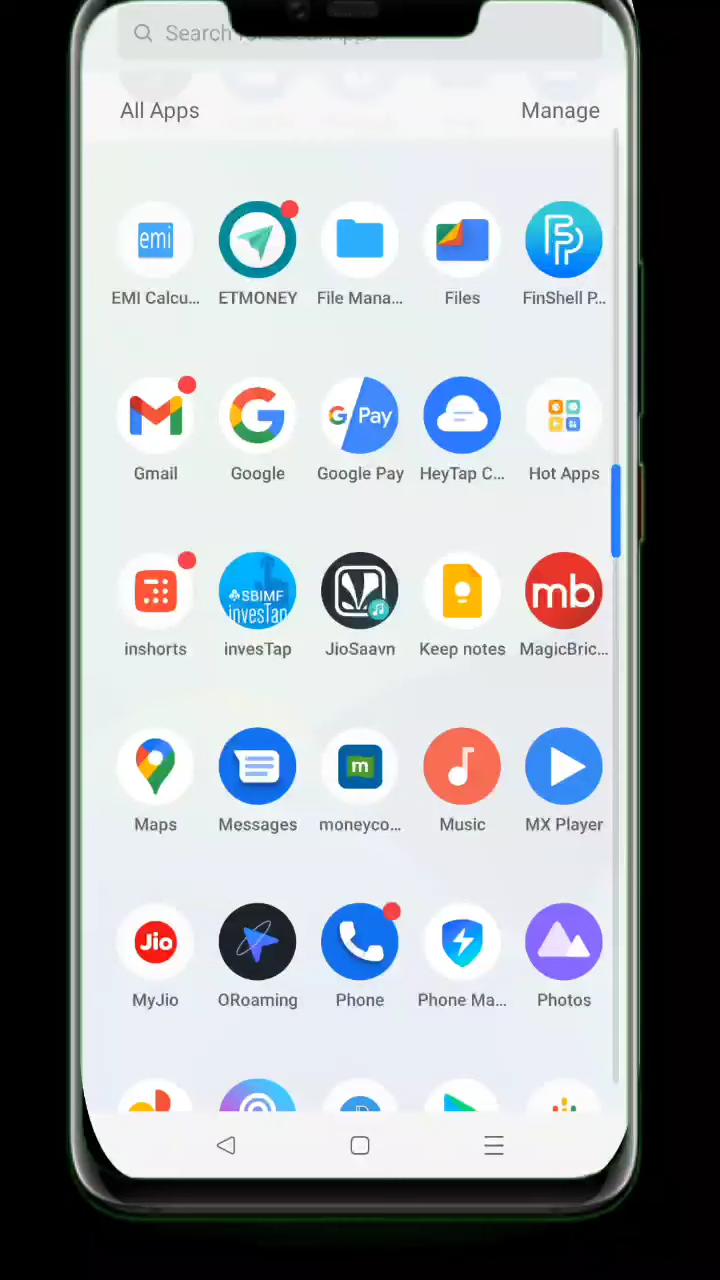 Search for
All Apps Manage
emi
EMI Calcu... ETMONEY File Mana... Files FinShell P...
G Pay
Gmail Google Google Pay HeyTap C... Hot Apps
SBIMF
invesTap
mb
inshorts invesTap JioSaavn Keep notes MagicBric...
m
Maps Messages moneyco... Music MX Player
Jio
MyJio ORoaming Phone Phone Ma... Photos